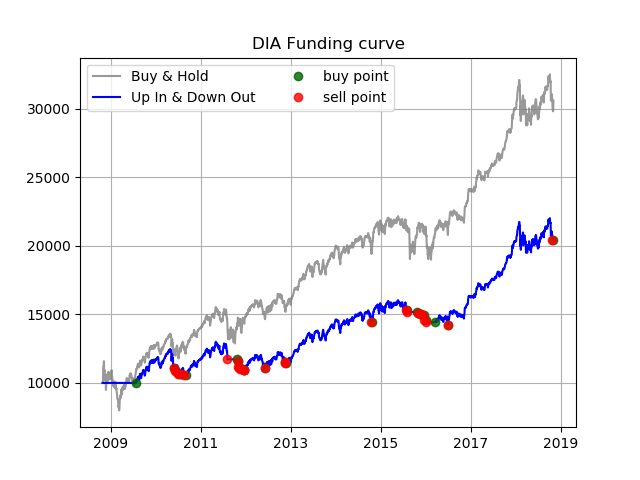 DIA Funding curve
Buy & Hold
Up In & Down Out
buy point
sell point
30000
25000
20000
15000
10000
2009 2011 2013 2015 2017 2019